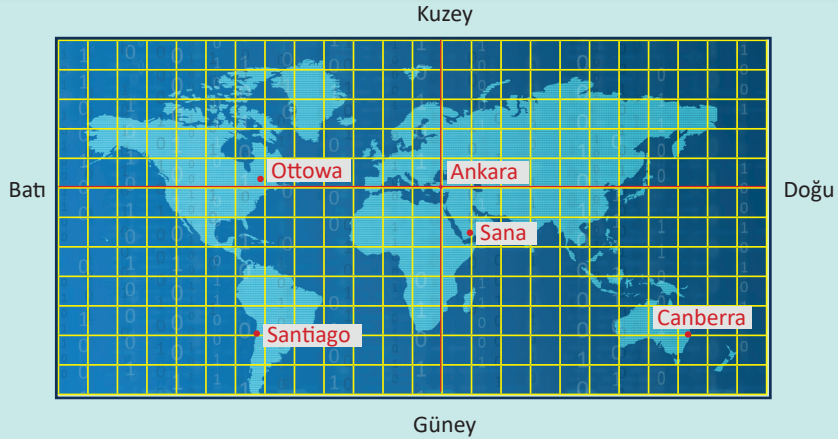 Kuzey
Ottowa
Ankara
Batı
Doğu
Sana
Canberra
Santiago
Güney